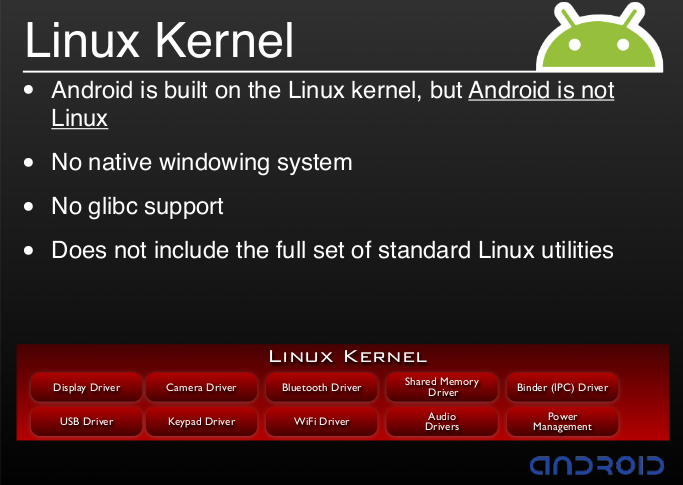 Linux Kernel
• Android is built on the Linux kernel, but Android is not
Linux
• No native windowing system
• No glibc support
• Does not include the full set of standard Linux utilities
LINUX KERNEL
Display Driver
Camera Driver
Bluetooth Driver
Shared Memory
Driver
Binder (IPC) Driver
USB Driver
Keypad Driver
WiFi Driver
Audio
Drivers
Power
Management
ANDROID